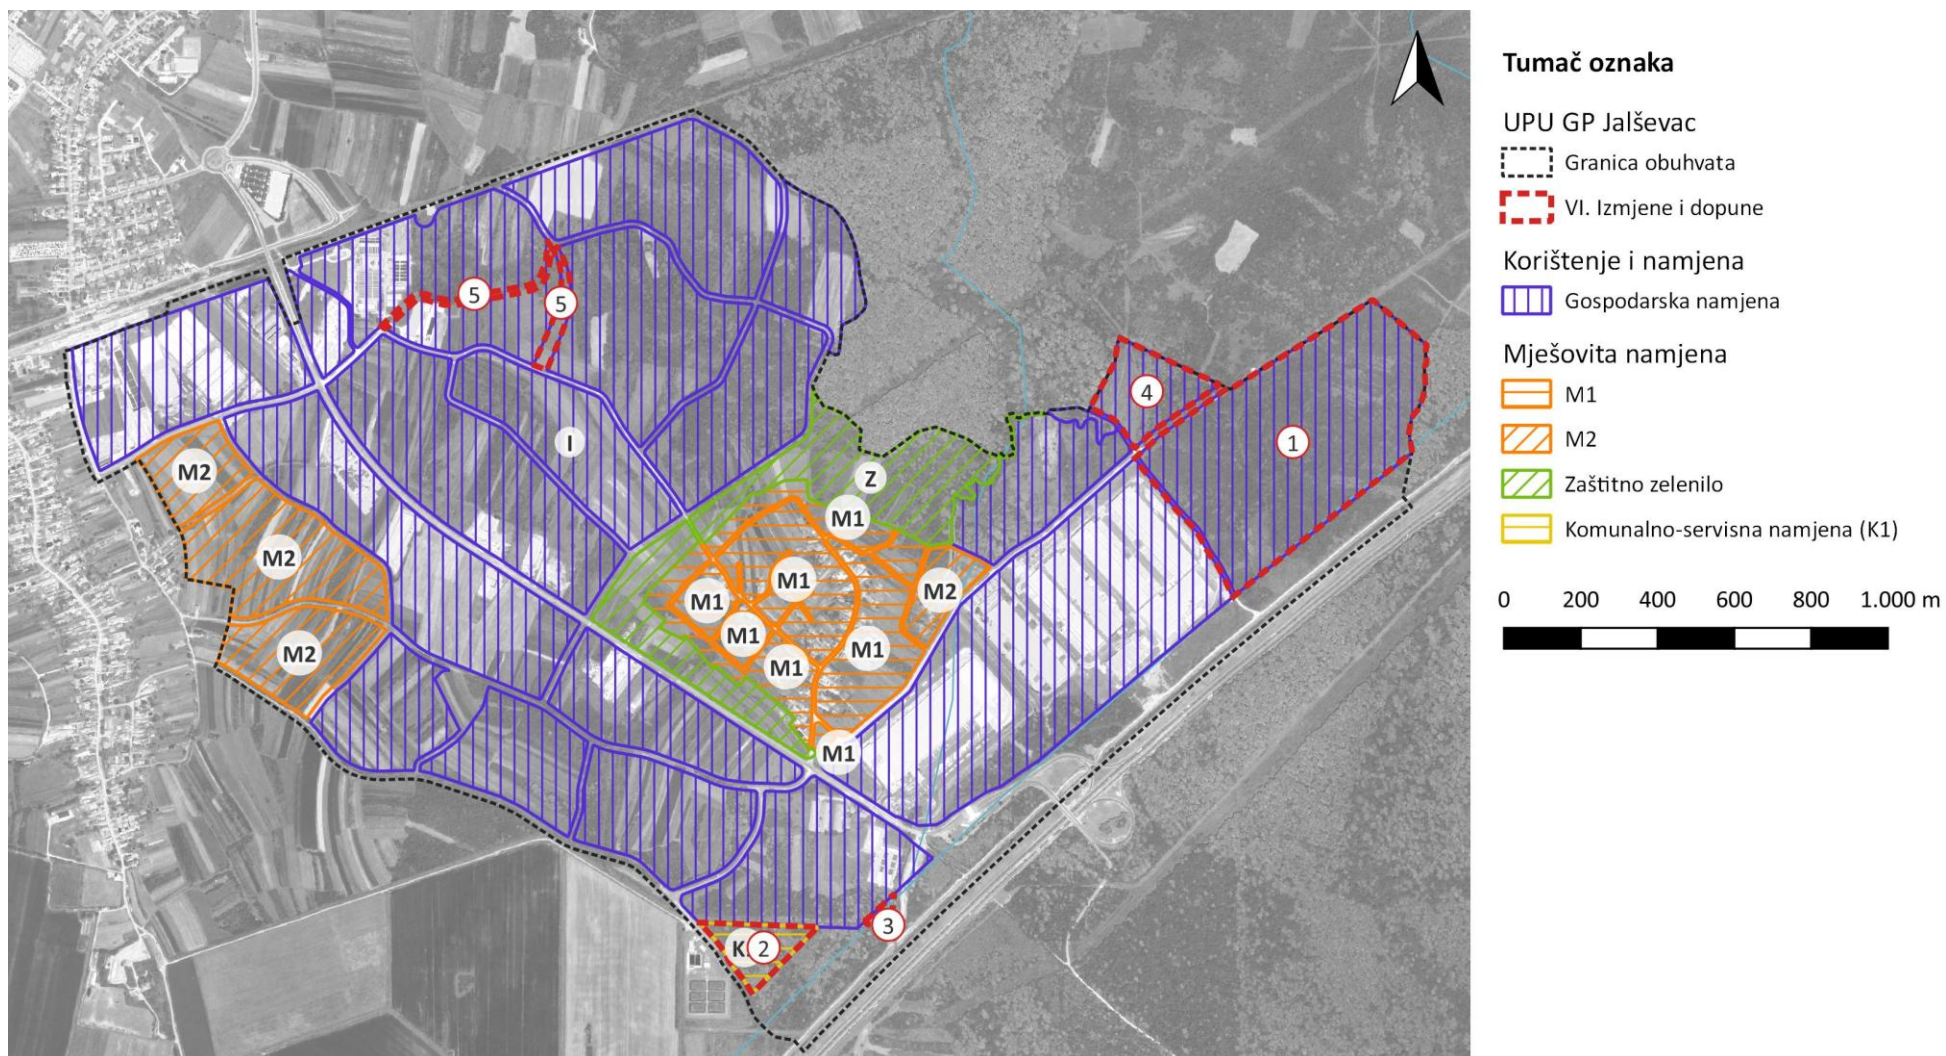 Tumač oznaka
UPU GP Jalševac
Granica obuhvata
VI. Izmjene i dopune
Korištenje i namjena
Gospodarska namjena
Mješovita namjena
M1
M2
Zaštitno zelenilo
Komunalno-servisna namjena (K1)
0 200 400 600 800 1.000 m
5
5
4
1
I
M2
Z
M1
M2
M1
M2
M1
M1
M1
M2
M1
M1
3
K
2